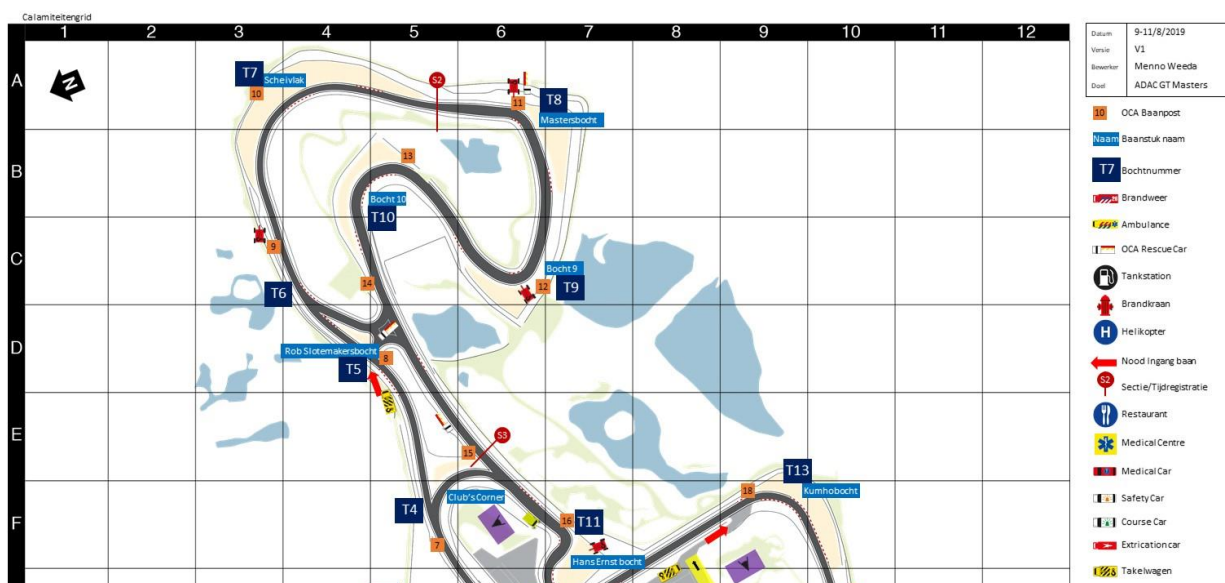 Calamiteitengrid
1 2 3 4 5 6 7 8 9 10 11 12
A
B
C
D
E
F
N
T7
Scheivlak
10
S2
11
T8
Mastersbocht
13
Bocht 10
T10
9
14
Bocht 9
12
T9
T6
Rob Slotemakersbocht
8
T5
15
S3
T13
18
Kumhobocht
T4
Club's Corner
16
T11
7
Hans Ernst bocht
Datum 9-11/8/2019
Versie V1
Bewerker Menno Weeda
Doel ADAC GT Masters
10 OCA Baanpost
Naam Baanstuk naam
T7 Bochtnummer
Brandweer
Ambulance
OCA Rescue Car
Tankstation
Brandkraan
H Helikopter
Nood Ingang baan
S2 Sectie/Tijdregistratie
Restaurant
Medical Centre
Medical Car
Safety Car
Course Car
Extrication car
Takelwagen